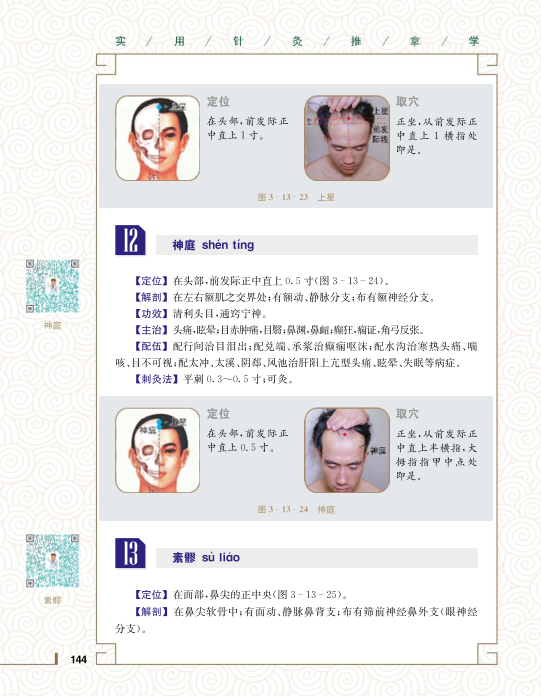 实 / 用 / 针 / 灸 / 推 / 拿 / 学
定位
在头部,前发际正
中直上1寸。
上星
上星
前发
际线
取穴
正坐,从前发际正
中直上 1 横指处
即是。
图 3-13-23 上星
12 神庭 shén tíng
【定位】在头部,前发际正中直上 0.5 寸(图 3-13-24)。
【解剖】在左右额肌之交界处;有额动、静脉分支;布有额神经分支。
【功效】清利头目,通窍宁神。
【主治】头痛,眩晕;目赤肿痛,目翳;鼻渊,鼻衄;癫狂,痫证,角弓反张。
【配伍】配行间治目泪出;配兑端、承浆治癫痫呕沫;配水沟治寒热头痛、喘
咳、目不可视;配太冲、太溪、阴郄、风池治肝阳上亢型头痛、眩晕、失眠等病症。
【刺灸法】平刺 0.3~0.5 寸;可灸。
神庭
定位
在头部,前发际正
中直上 0.5 寸。
神庭
上星
神庭
取穴
正坐,从前发际正
中直上半横指,大
拇指指甲中点处
即是。
图 3-13-24 神庭
13 素髎 sù liáo
【定位】在面部,鼻尖的正中央(图 3-13-25)。
【解剖】在鼻尖软骨中;有面动、静脉鼻背支;布有筛前神经鼻外支(眼神经
分支)。
素髎
144